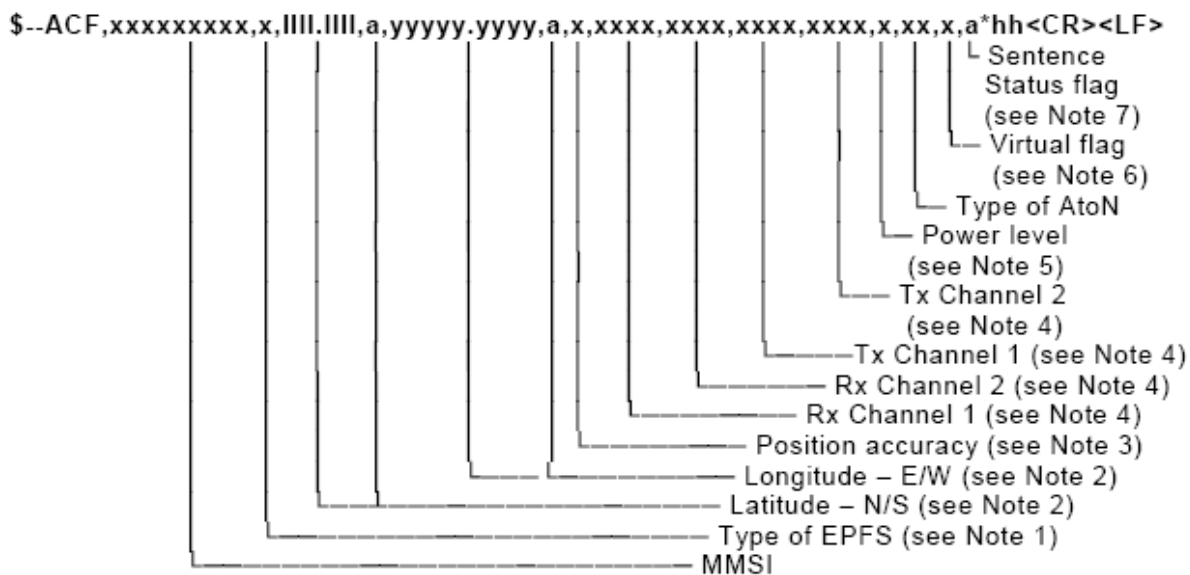 $--ACF,xxxxxxxxx,x,llll.llll,a,yyyyy.yyyy,a,x,xxxx,xxxx,xxxx,xxxx,x,xx,x,a*hh<CR><LF>
Sentence
Status flag
(see Note 7)
Virtual flag
(see Note 6)
Type of AtoN
Power level
(see Note 5)
Tx Channel 2
(see Note 4)
Tx Channel 1 (see Note 4)
Rx Channel 2 (see Note 4)
Rx Channel 1 (see Note 4)
Position accuracy (see Note 3)
Longitude – E/W (see Note 2)
Latitude – N/S (see Note 2)
Type of EPFS (see Note 1)
MMSI